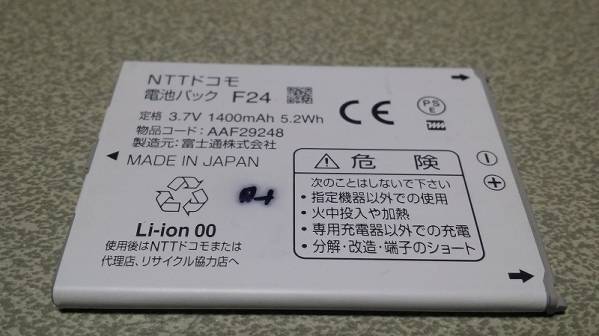 NTTドコモ
電池パック F24
定格 3.7V 1400mAh 5.2Wh
物品コード：AAF29248
製造元：富士通株式会社
MADE IN JAPAN
CE
PS
E
Li-ion 00
使用後はNTTドコモまたは
代理店、リサイクル協力店へ
危険
次のことはしないで下さい
・指定機器以外での使用
・火中投入や加熱
・専用充電器以外での充電
・分解・改造・端子のショート